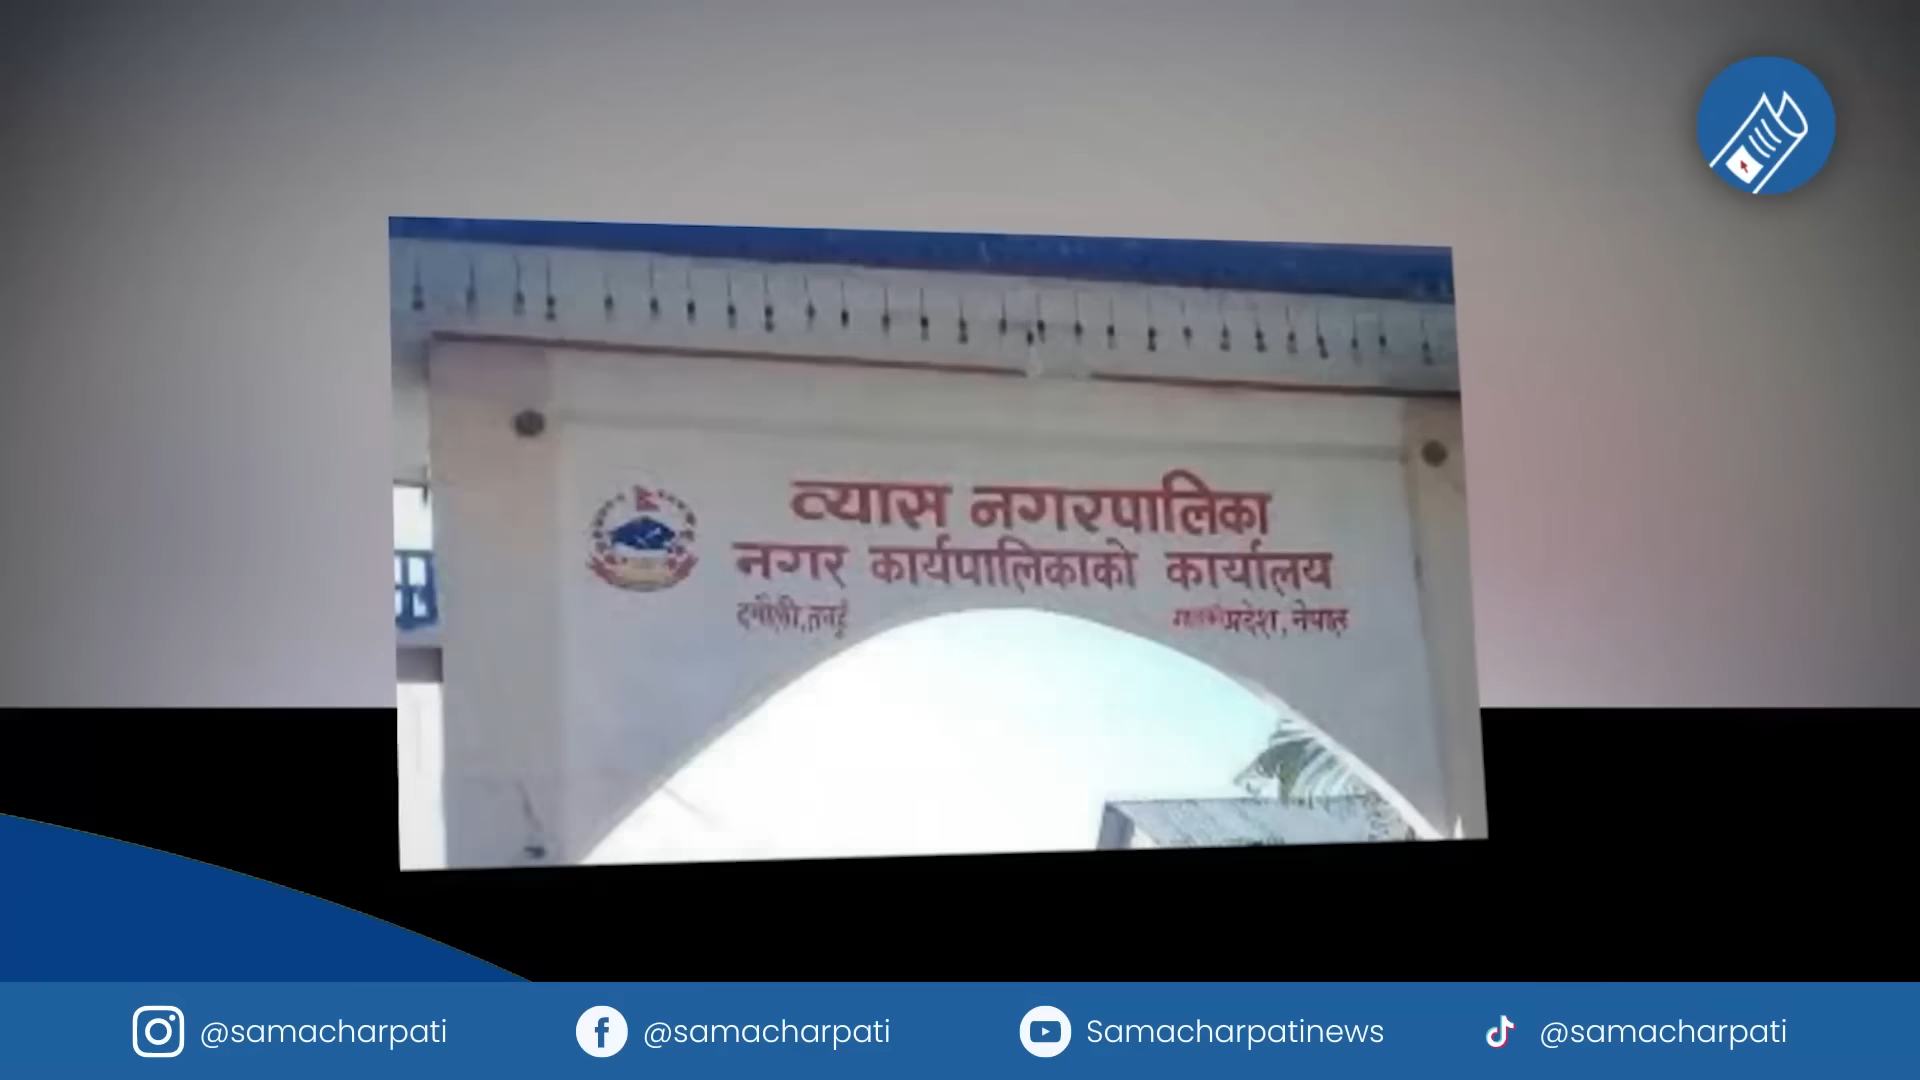 व्यास नगरपालिका
नगर कार्यपालिकाको कार्यालय
दमौली, तनहुँ प्रदेश, नेपाल
@samacharpati @samacharpati Samacharpatinews @samacharpati